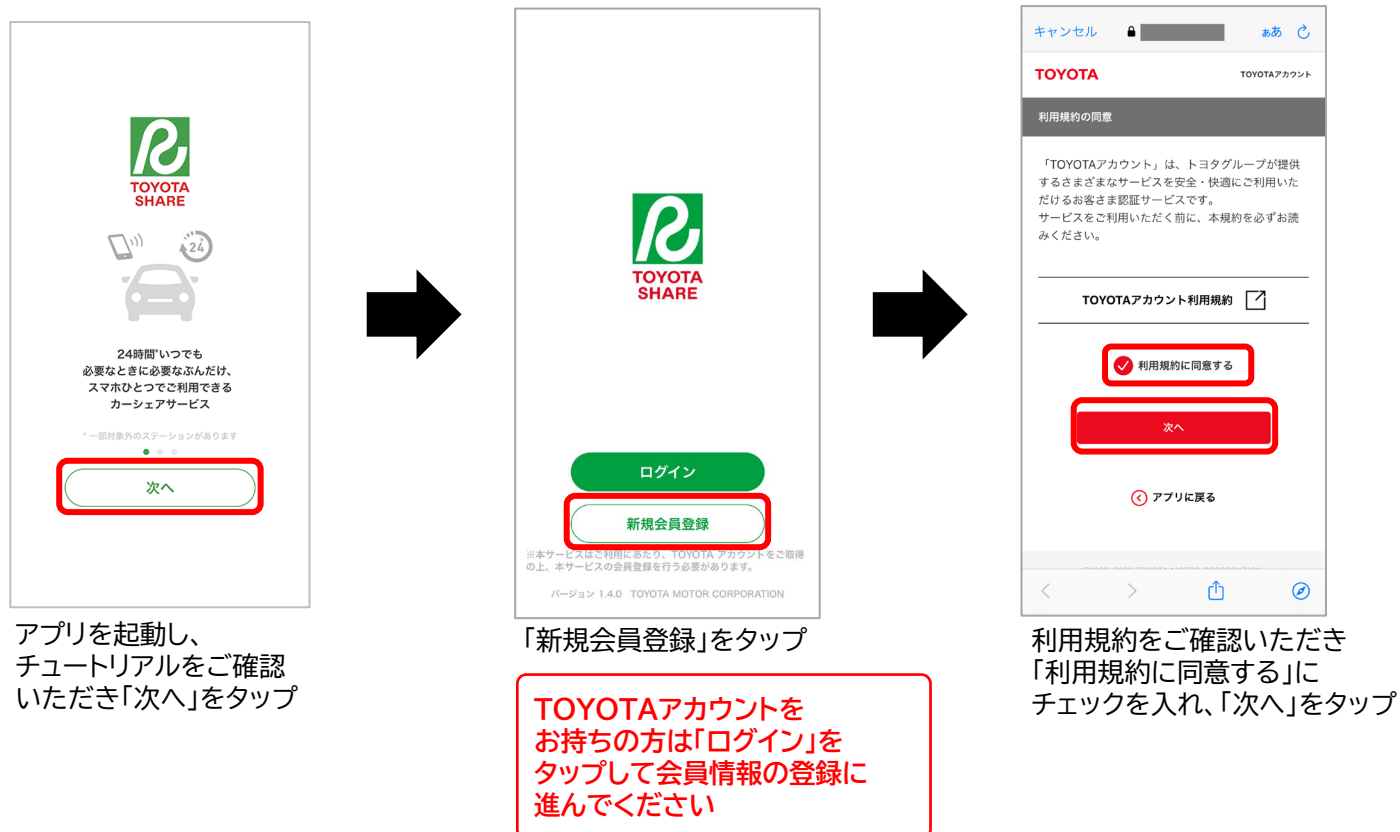 TOYOTA
SHARE
24
24時間*いつでも
必要なときに必要なぶんだけ、
スマホひとつでご利用できる
カーシェアサービス
* 一部対象外のステーションがあります
次へ
アプリを起動し、
チュートリアルをご確認
いただき「次へ」をタップ
TOYOTA
SHARE
ログイン
新規会員登録
※本サービスはご利用にあたり、TOYOTA アカウントをご取得
の上、本サービスの会員登録を行う必要があります。
バージョン 1.4.0 TOYOTA MOTOR CORPORATION
「新規会員登録」をタップ
TOYOTAアカウントを
お持ちの方は「ログイン」を
タップして会員情報の登録に
進んでください
キャンセル
ぁあ
TOYOTA
TOYOTAアカウント
利用規約の同意
「TOYOTAアカウント」は、トヨタグループが提供
するさまざまなサービスを安全・快適にご利用いた
だけるお客さま認証サービスです。
サービスをご利用いただく前に、本規約を必ずお読
みください。
TOYOTAアカウント利用規約
利用規約に同意する
次へ
アプリに戻る
利用規約をご確認いただき
「利用規約に同意する」に
チェックを入れ、「次へ」をタップ